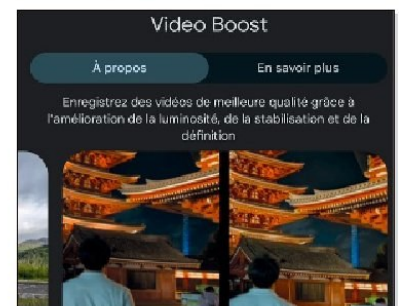 Video Boost
À propos
En savoir plus
Enregistrez des vidéos de meilleure qualité grâce à
l'amélioration de la luminosité, de la stabilisation et de la
définition